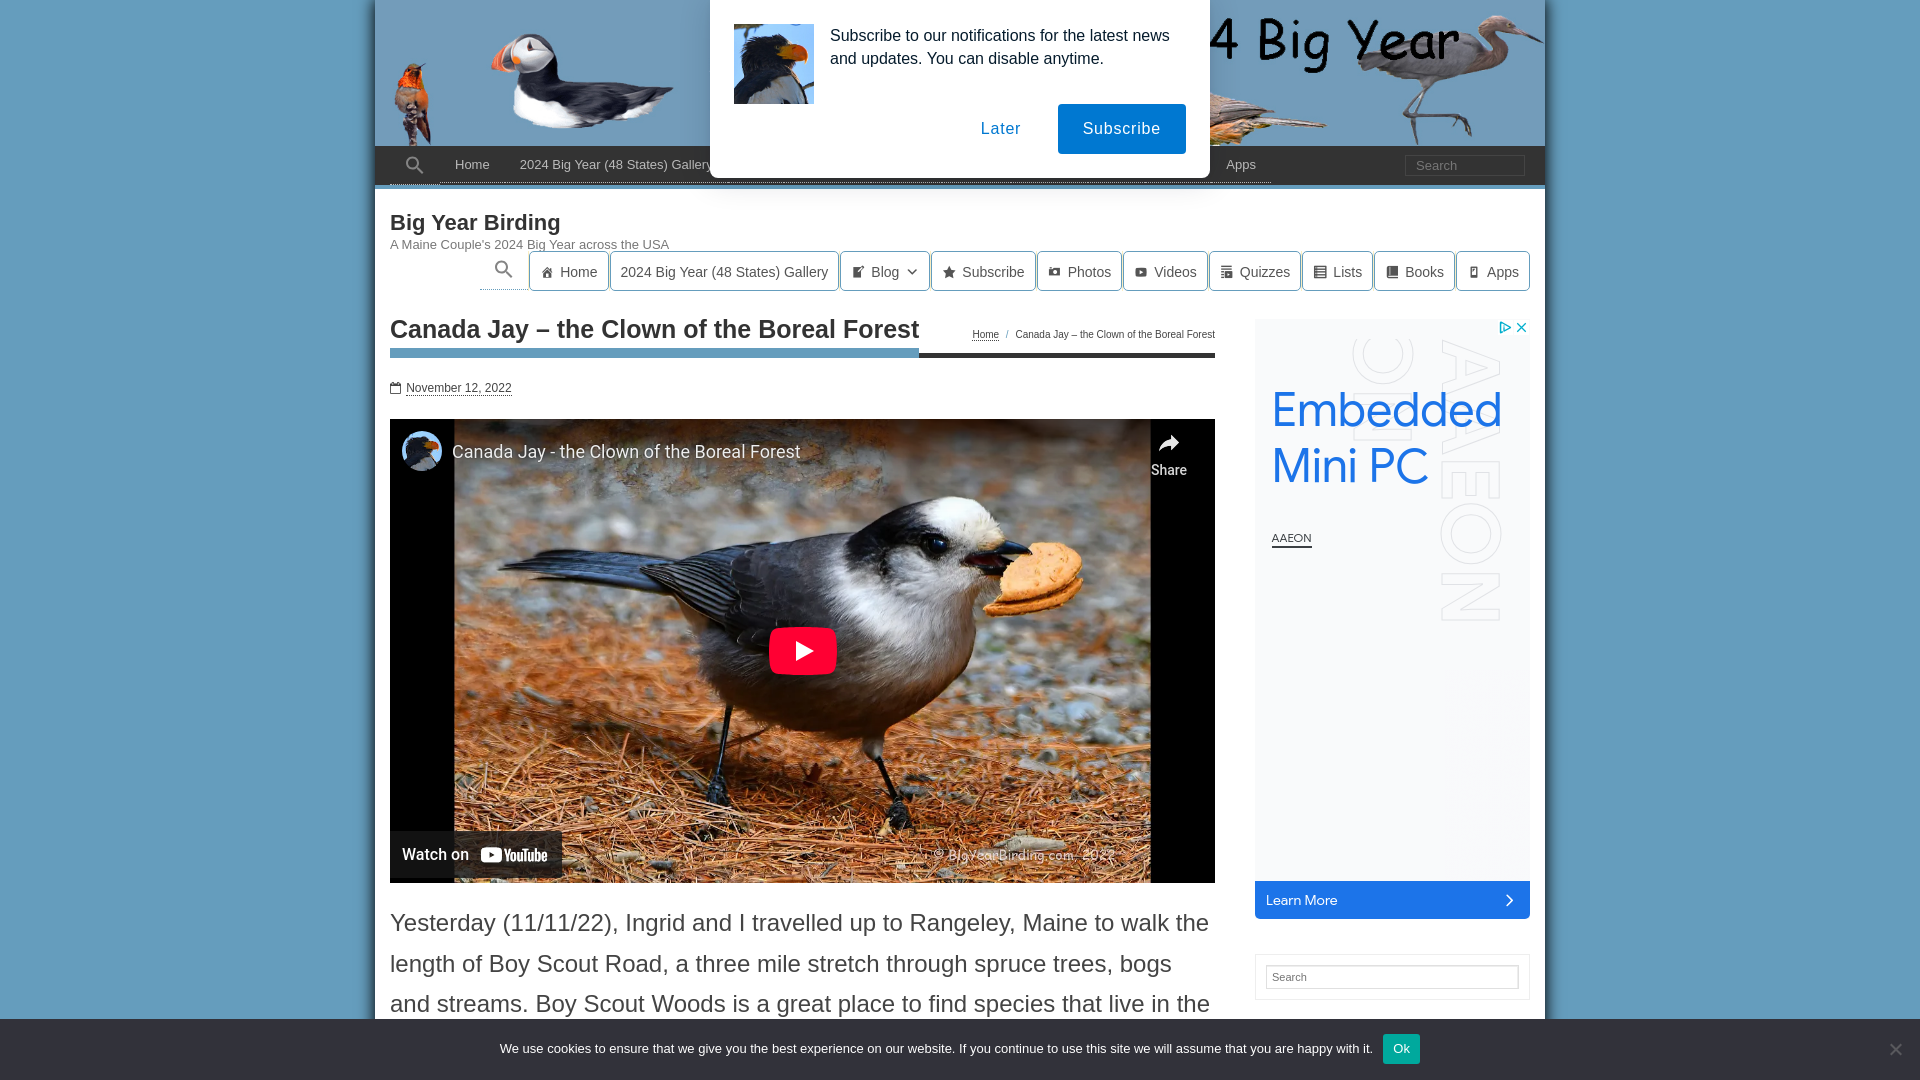 4 Big Year
Subscribe to our notifications for the latest news
and updates. You can disable anytime.
Later
Subscribe
Home
2024 Big Year (48 States) Gallery
Apps
Search
Big Year Birding
A Maine Couple's 2024 Big Year across the USA
Home
2024 Big Year (48 States) Gallery
Blog
Subscribe
Photos
Videos
Quizzes
Lists
Books
Apps
Canada Jay – the Clown of the Boreal Forest
Home / Canada Jay – the Clown of the Boreal Forest
November 12, 2022
Canada Jay - the Clown of the Boreal Forest
Share
Watch on YouTube
© BigYearBirding.com, 2022
AAEON
Embedded
Mini PC
AAEON
Learn More
Search
Yesterday (11/11/22), Ingrid and I travelled up to Rangeley, Maine to walk the
length of Boy Scout Road, a three mile stretch through spruce trees, bogs
and streams. Boy Scout Woods is a great place to find species that live in the
We use cookies to ensure that we give you the best experience on our website. If you continue to use this site we will assume that you are happy with it.
Ok